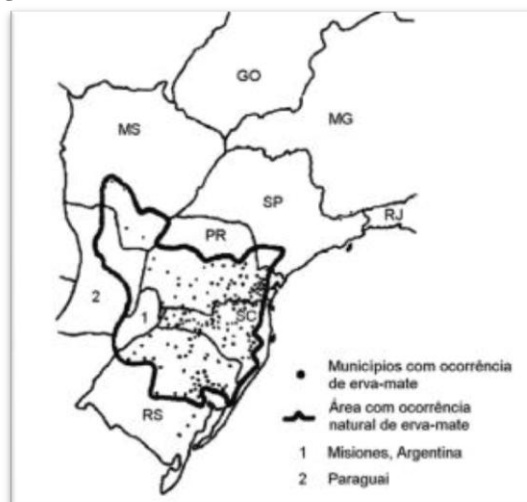 GO
MS
MG
SP
RJ
PR
2
1
SC
RS
Municípios com ocorrência
de erva-mate
Área com ocorrência
natural de erva-mate
1 Misiones, Argentina
2 Paraguai